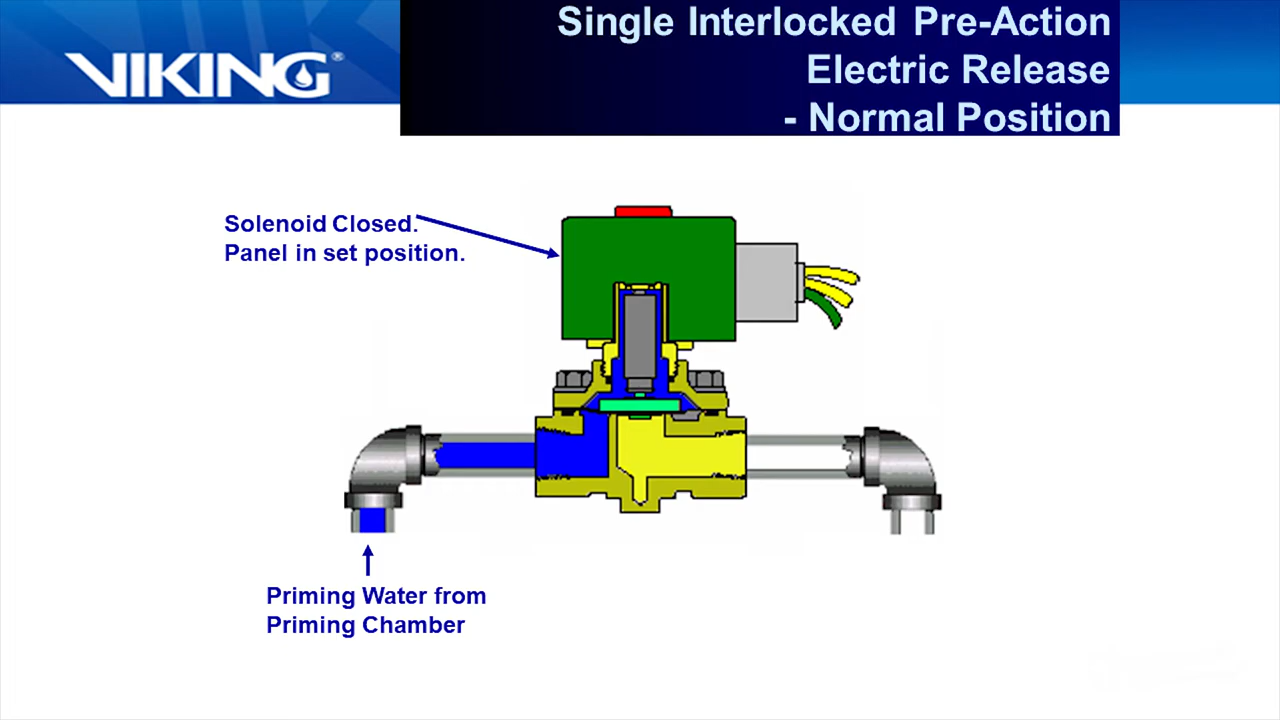 VIKING®
Single Interlocked Pre-Action
Electric Release
- Normal Position
Solenoid Closed.
Panel in set position.
Priming Water from
Priming Chamber